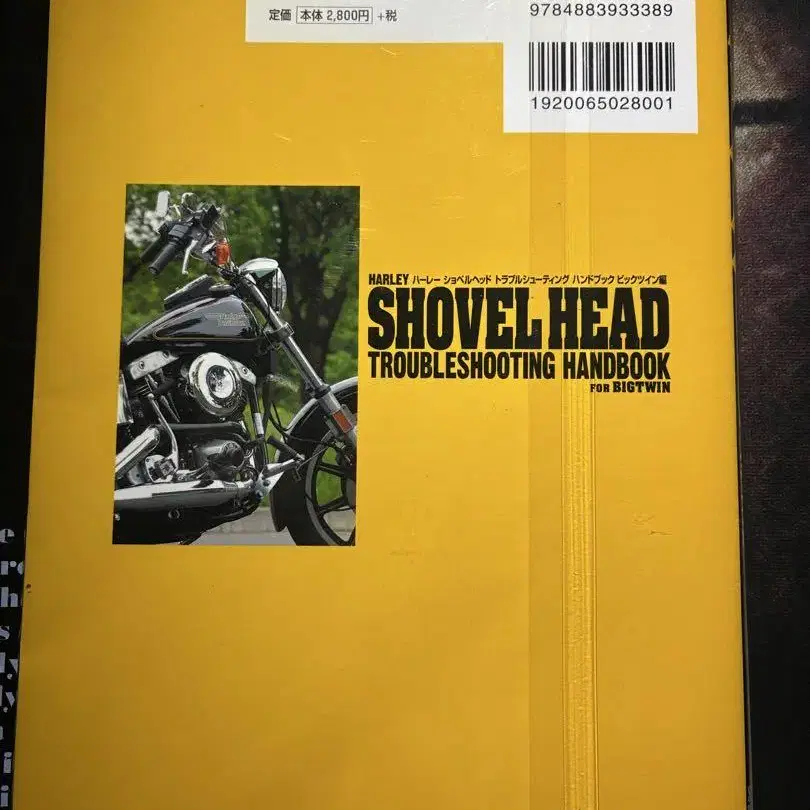 定価 本体 2,800円 +税
9784883933389
1920065028001
HARLEY ハーレー ショベルヘッド トラブルシューティング ハンドブック ビックツイン編
SHOVEL HEAD
TROUBLESHOOTING HANDBOOK
FOR BIGTWIN